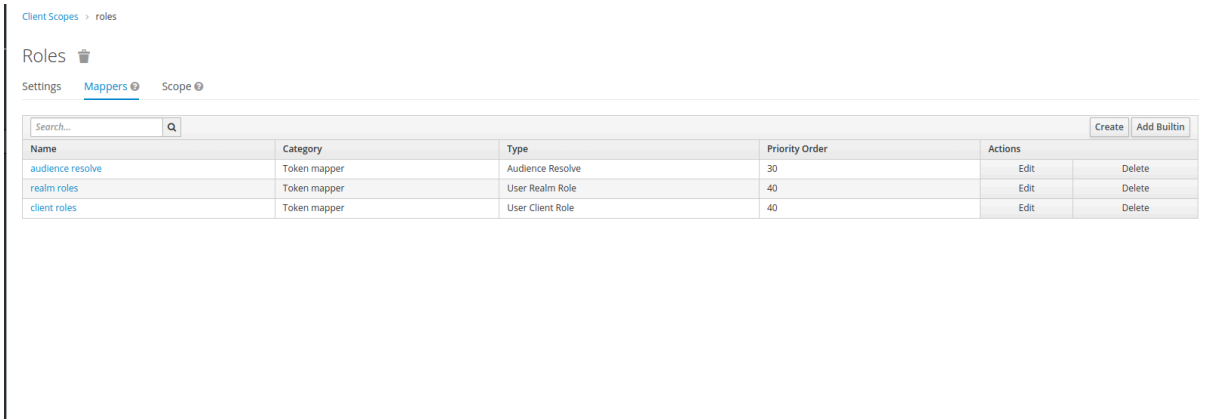 Client Scopes > roles
Roles
Settings Mappers Scope
Search... Create Add Builtin
Name Category Type Priority Order Actions
audience resolve Token mapper Audience Resolve 30 Edit Delete
realm roles Token mapper User Realm Role 40 Edit Delete
client roles Token mapper User Client Role 40 Edit Delete